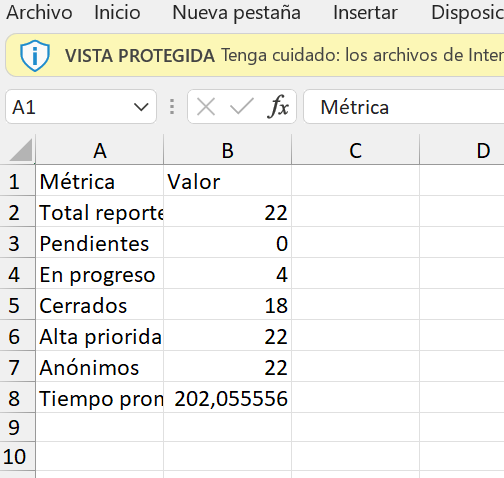 Archivo Inicio Nueva pestaña Insertar Disposic
VISTA PROTEGIDA Tenga cuidado: los archivos de Inter
A1 fx Métrica
A B C D
1 Métrica Valor
2 Total reporte 22
3 Pendientes 0
4 En progreso 4
5 Cerrados 18
6 Alta priorida 22
7 Anónimos 22
8 Tiempo pron 202,055556
9
10